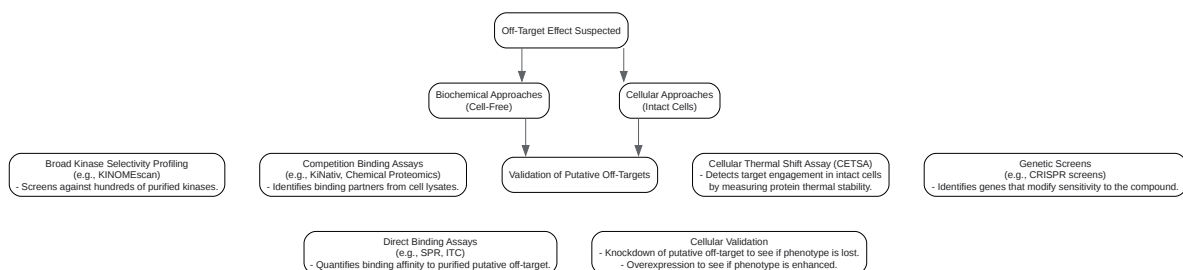 Off-Target Effect Suspected
Biochemical Approaches
(Cell-Free)
Cellular Approaches
(Intact Cells)
Broad Kinase Selectivity Profiling
(e.g., KINOMEscan)
- Screens against hundreds of purified kinases.
Competition Binding Assays
(e.g., KiNativ, Chemical Proteomics)
- Identifies binding partners from cell lysates.
Validation of Putative Off-Targets
Cellular Thermal Shift Assay (CETSA)
- Detects target engagement in intact cells
by measuring protein thermal stability.
Genetic Screens
(e.g., CRISPR screens)
- Identifies genes that modify sensitivity to the compound.
Direct Binding Assays
(e.g., SPR, ITC)
- Quantifies binding affinity to purified putative off-target.
Cellular Validation
- Knockdown of putative off-target to see if phenotype is lost.
- Overexpression to see if phenotype is enhanced.